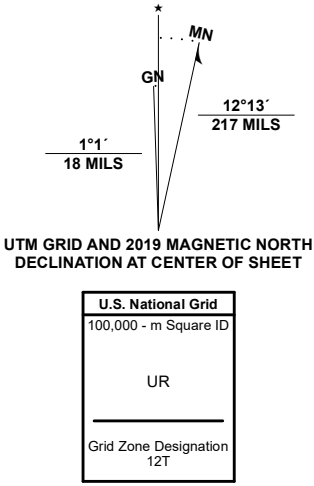 ★
MN
GN
12°13´
217 MILS
1°1´
18 MILS
UTM GRID AND 2019 MAGNETIC NORTH
DECLINATION AT CENTER OF SHEET
U.S. National Grid
100,000 - m Square ID
UR
Grid Zone Designation
12T